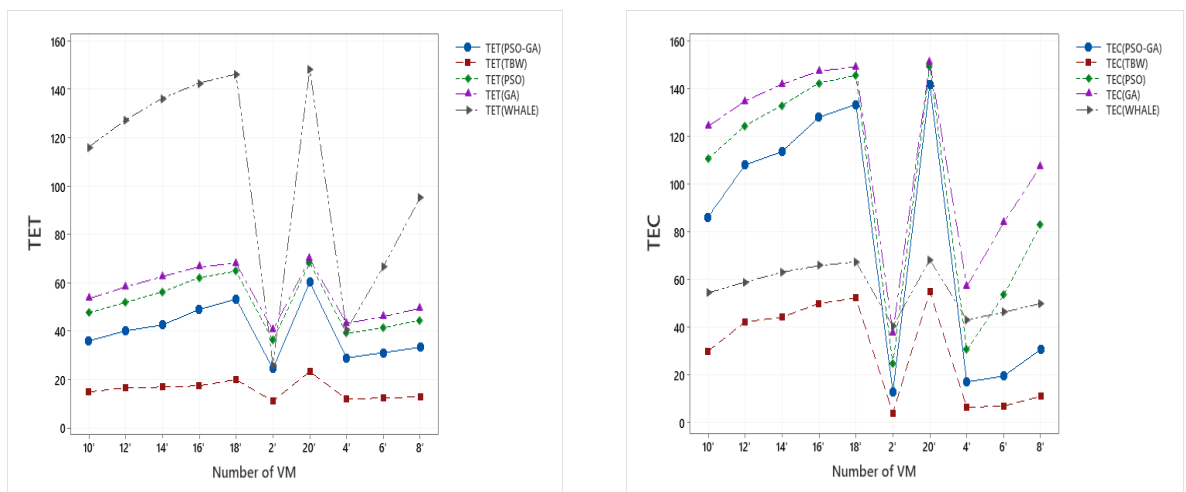 160
140
120
100
80
60
40
20
0
TET
10' 12' 14' 16' 18' 2' 20' 4' 6' 8'
Number of VM
TET(PSO-GA)
TET(TBW)
TET(PSO)
TET(GA)
TET(WHALE)
160
140
120
100
80
60
40
20
0
TEC
10' 12' 14' 16' 18' 2' 20' 4' 6' 8'
Number of VM
TEC(PSO-GA)
TEC(TBW)
TEC(PSO)
TEC(GA)
TEC(WHALE)